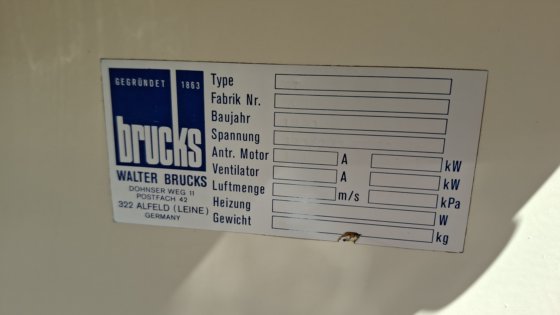 GEGRÜNDET 1863
brucks
WALTER BRUCKS
DOHNSER WEG II
POSTFACH 42
322 ALFELD (LEINE)
GERMANY
Type
Fabrik Nr.
Baujahr
Spannung
Antr. Motor A kW
Ventilator A kW
Luftmenge m/s kPa
Heizung W
Gewicht kg